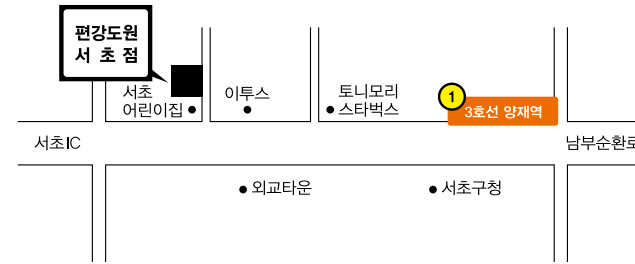 편강도원
서 초 점
서초
어린이집
이투스
토니모리
스타벅스
1
3호선 양재역
서초IC
남부순환로
외교타운
서초구청